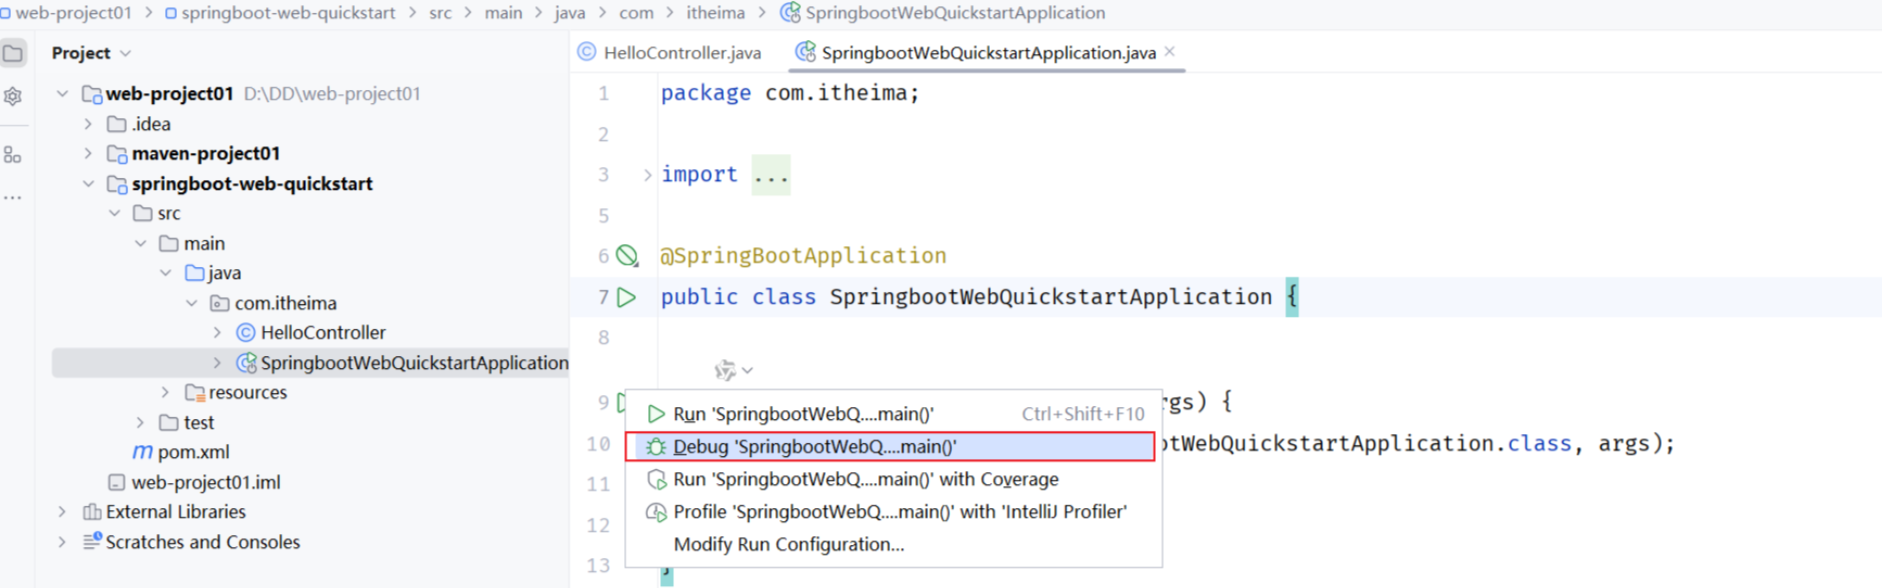 web-project01 > springboot-web-quickstart > src > main > java > com > itheima > SpringbootWebQuickstartApplication
Project
web-project01 D:\DD\web-project01
.idea
maven-project01
springboot-web-quickstart
src
main
java
com.itheima
HelloController
SpringbootWebQuickstartApplication
resources
test
pom.xml
web-project01.iml
External Libraries
Scratches and Consoles
HelloController.java SpringbootWebQuickstartApplication.java
1 package com.itheima;
2
3 import ...
5
6 @SpringBootApplication
7 public class SpringbootWebQuickstartApplication {
8
9 rgs) {
10 otWebQuickstartApplication.class, args);
11
12
13 }
Run 'SpringbootWebQ....main()' Ctrl+Shift+F10
Debug 'SpringbootWebQ....main()'
Run 'SpringbootWebQ....main()' with Coverage
Profile 'SpringbootWebQ....main()' with 'IntelliJ Profiler'
Modify Run Configuration...